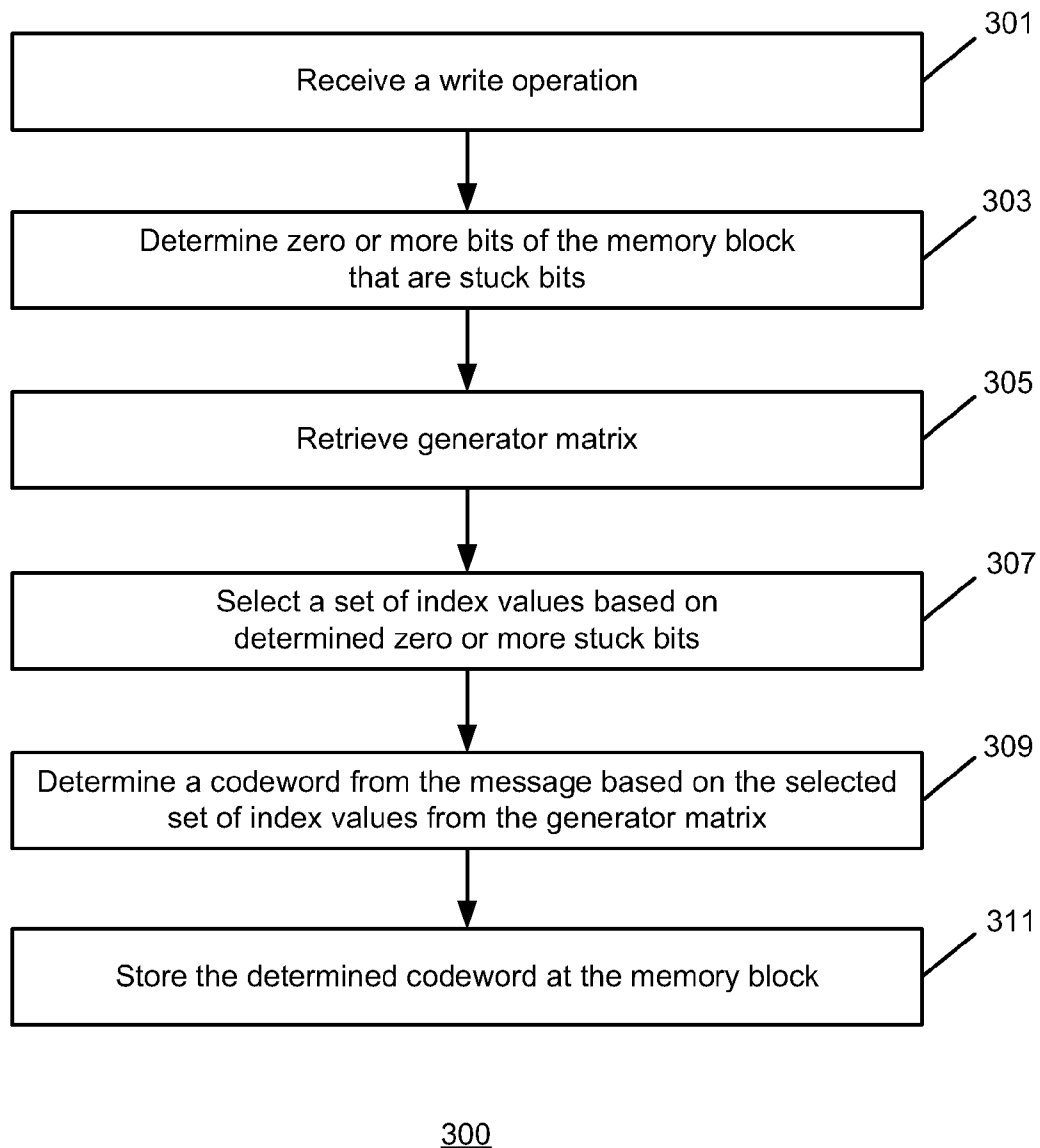 301
Receive a write operation
303
Determine zero or more bits of the memory block
that are stuck bits
305
Retrieve generator matrix
307
Select a set of index values based on
determined zero or more stuck bits
309
Determine a codeword from the message based on the selected
set of index values from the generator matrix
311
Store the determined codeword at the memory block
300